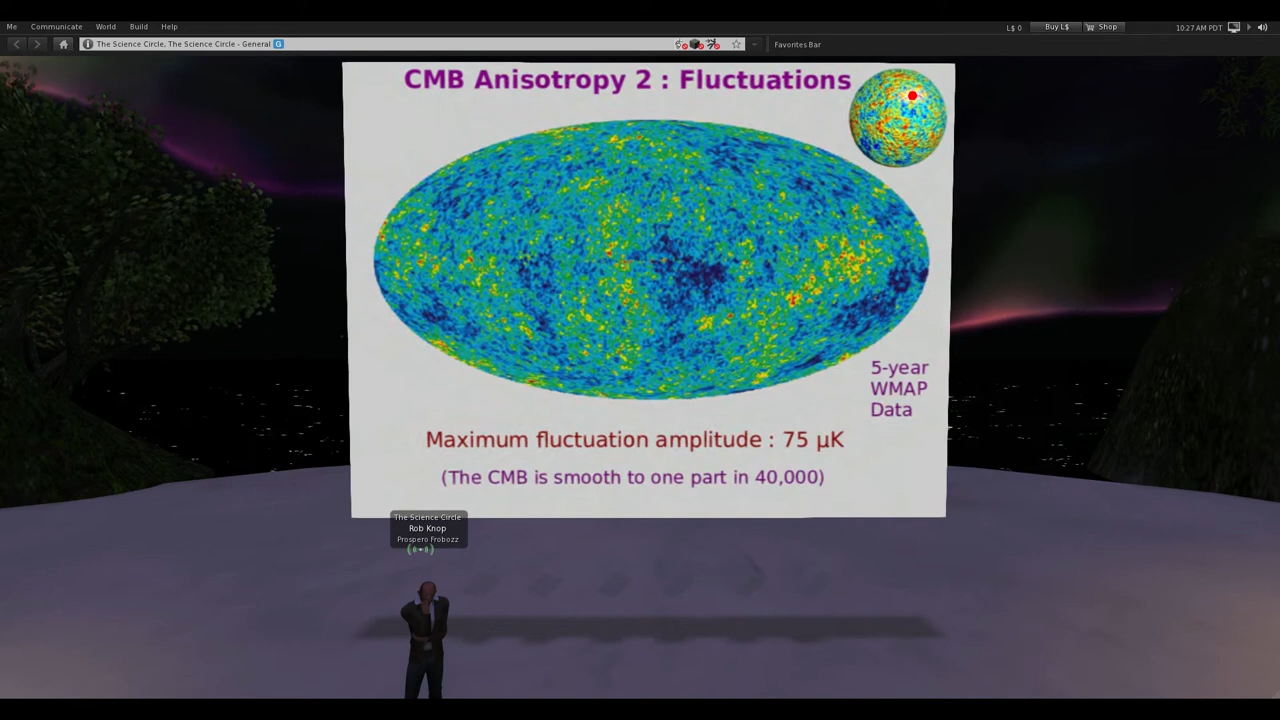 Me Communicate World Build Help
L$ 0 Buy L$ Shop 10:27 AM PDT
The Science Circle, The Science Circle - General G Favorites Bar
CMB Anisotropy 2 : Fluctuations
5-year
WMAP
Data
Maximum fluctuation amplitude : 75 μK
(The CMB is smooth to one part in 40,000)
The Science Circle
Rob Knop
Prospero Frobozz